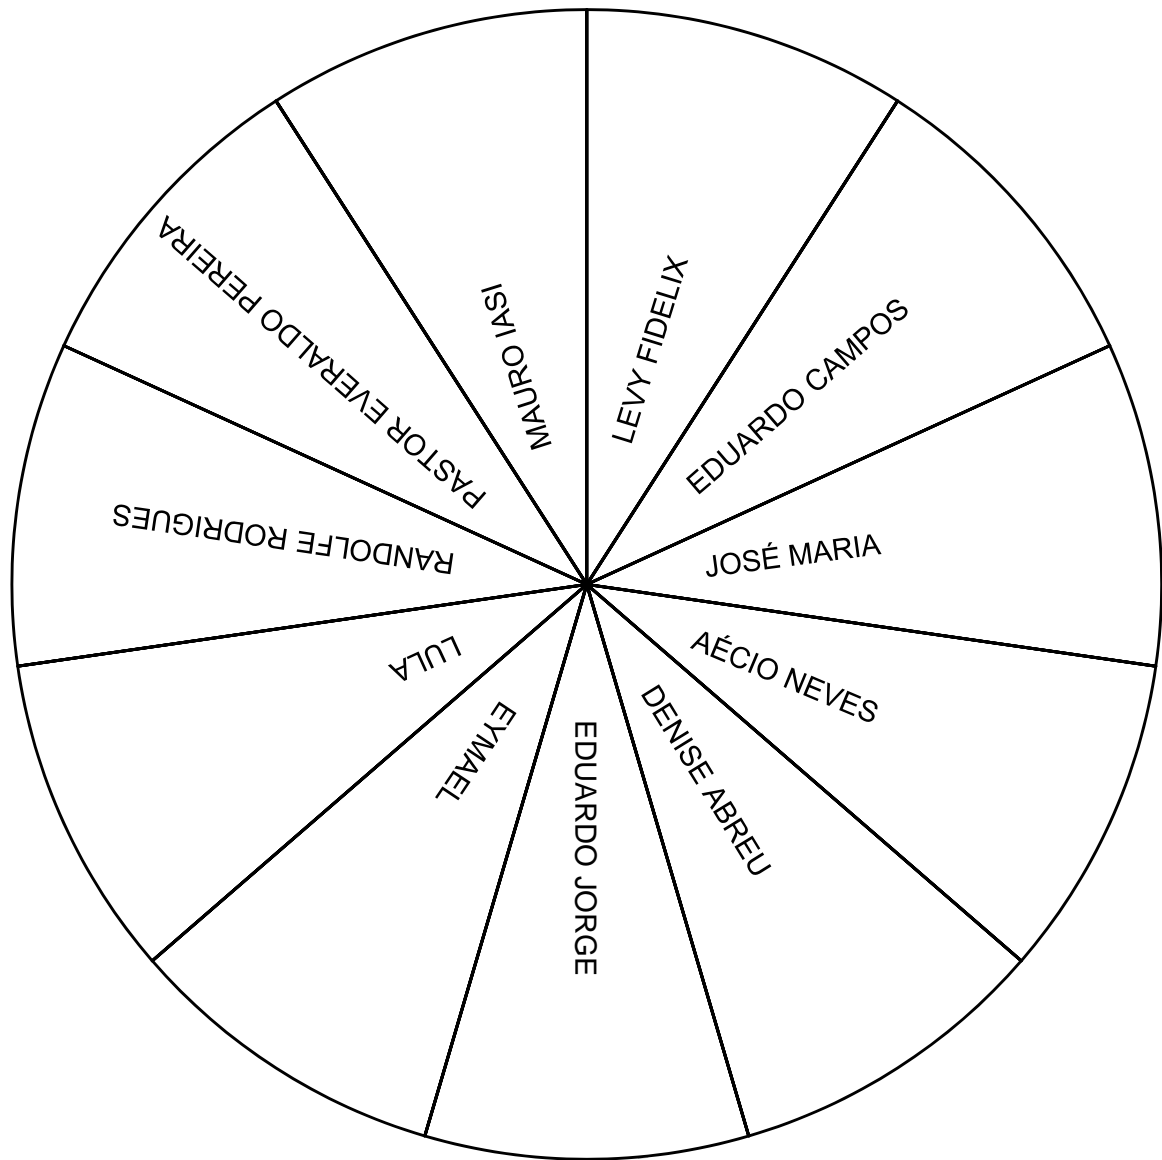 LEVY FIDELIX
EDUARDO CAMPOS
JOSÉ MARIA
AÉCIO NEVES
DENISE ABREU
EDUARDO JORGE
EYMAEL
LULA
RANDOLFE RODRIGUES
PASTOR EVERALDO PEREIRA
MAURO IASI